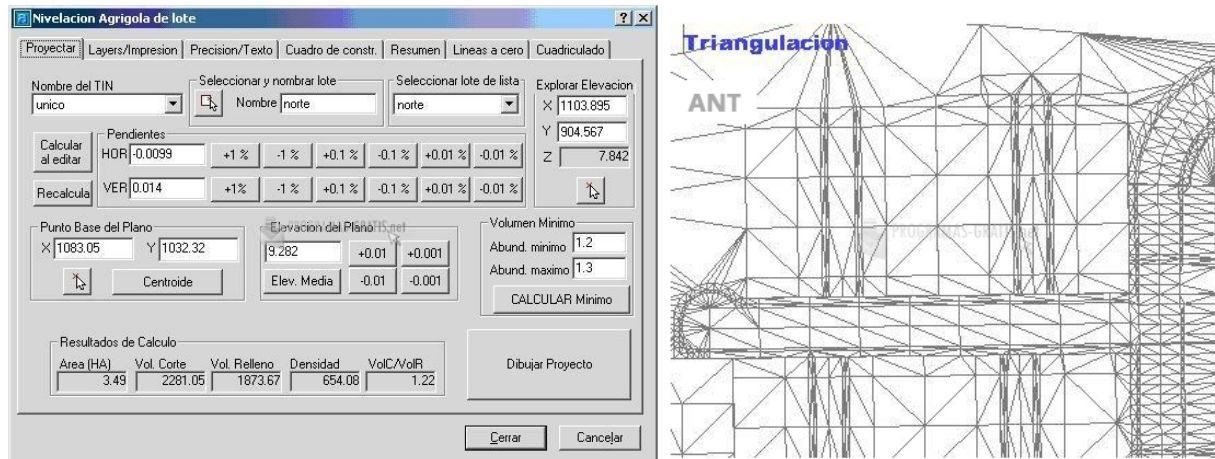 Nivelacion Agrigola de lote
Proyectar Layers/Impresion Precision/Texto Cuadro de constr. Resumen Lineas a cero Cuadriculado
Nombre del TIN
unico
Seleccionar y nombrar lote
Nombre norte
Seleccionar lote de lista
norte
Explorar Elevacion
X 1103.895
Y 904.567
Z 7.842
Calcular al editar
Recalcula
Pendientes
HOR -0.0099 +1 % -1 % +0.1 % -0.1 % +0.01 % -0.01 %
VER 0.014 +1% -1 % +0.1 % -0.1 % +0.01 % -0.01 %
Punto Base del Plano
X 1083.05 Y 1032.32
Centroide
Elevacion del Plano
9.282 +0.01 +0.001
Elev. Media -0.01 -0.001
Volumen Minimo
Abund. minimo 1.2
Abund. maximo 1.3
CALCULAR Minimo
Resultados de Calculo
Area (HA) Vol. Corte Vol. Relleno Densidad VolC/VolR
3.49 2281.05 1873.67 654.08 1.22
Dibujar Proyecto
Cerrar Cancelar
Triangulacion
ANT
PROGRAMAS-GRATIS.net